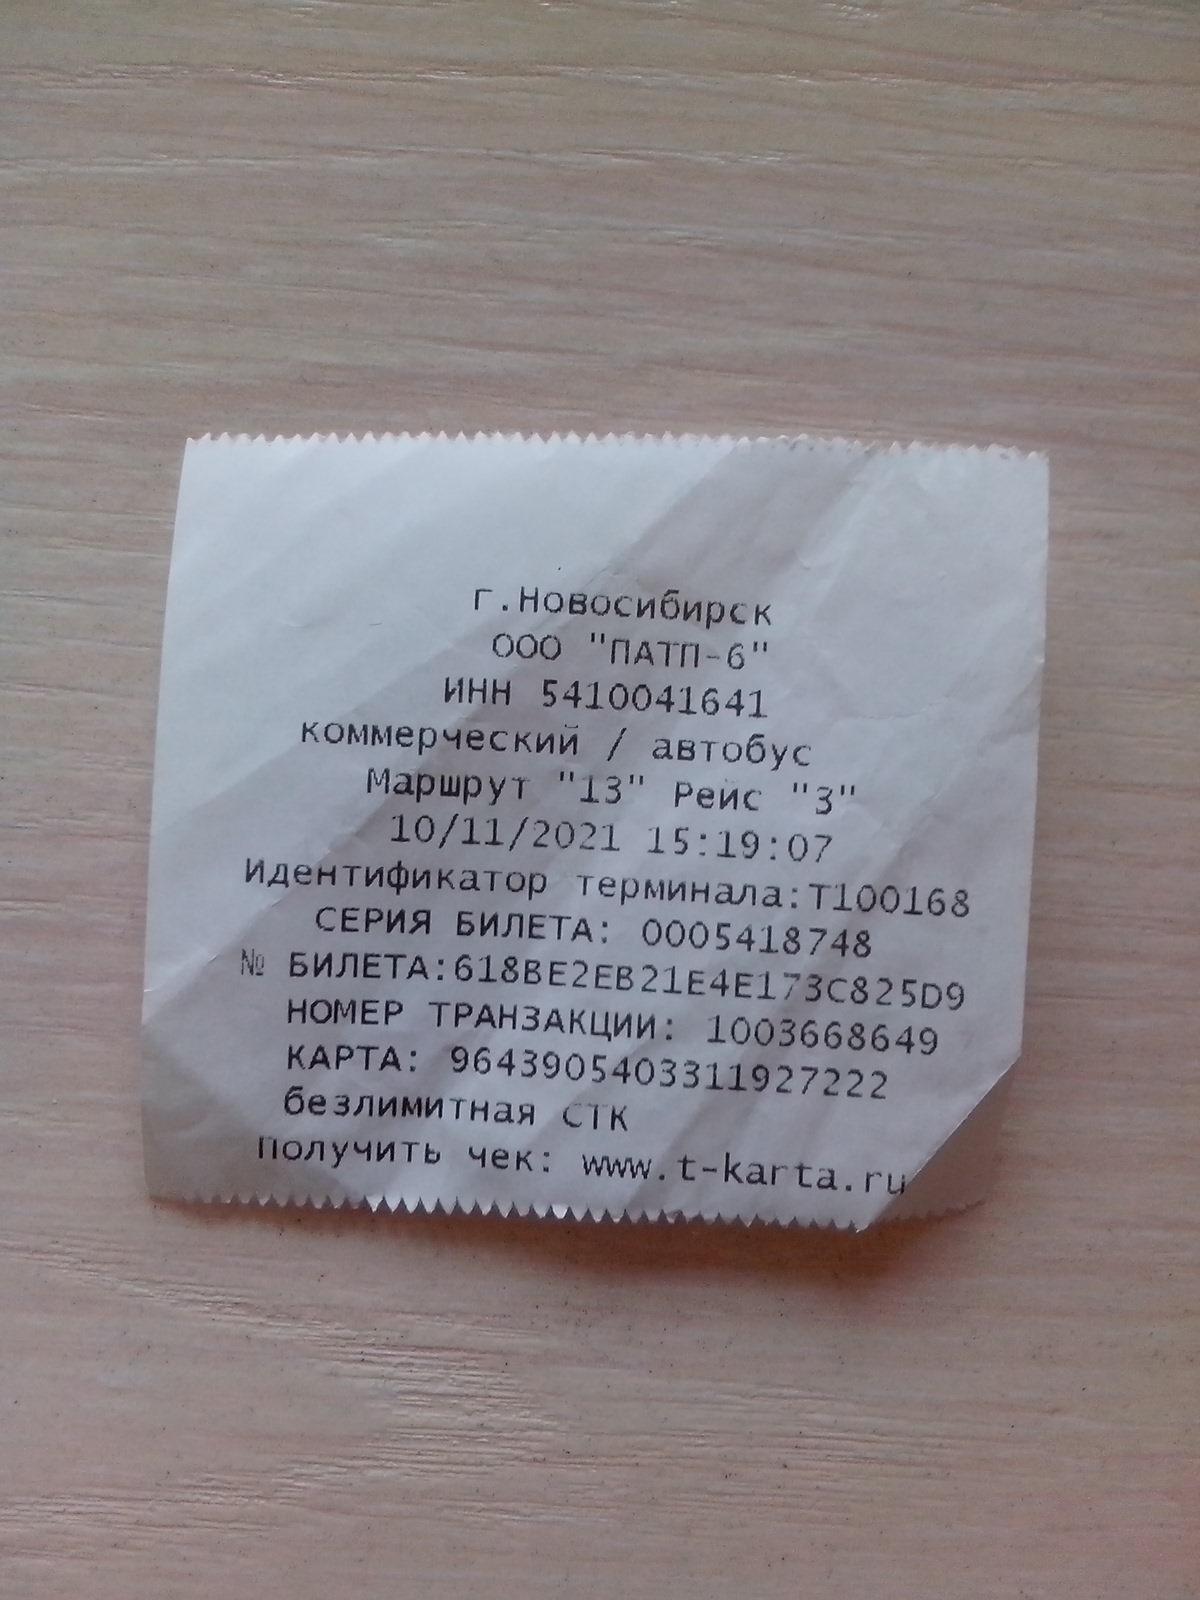 г.Новосибирск
ООО "ПАТП-6"
ИНН 5410041641
коммерческий / автобус
Маршрут "13" Рейс "3"
10/11/2021 15:19:07
Идентификатор терминала:T100168
СЕРИЯ БИЛЕТА: 0005418748
№ БИЛЕТА:618BE2EB21E4E173C825D9
НОМЕР ТРАНЗАКЦИИ: 1003668649
КАРТА: 9643905403311927222
безлимитная СТК
Получить чек: www.t-karta.ru